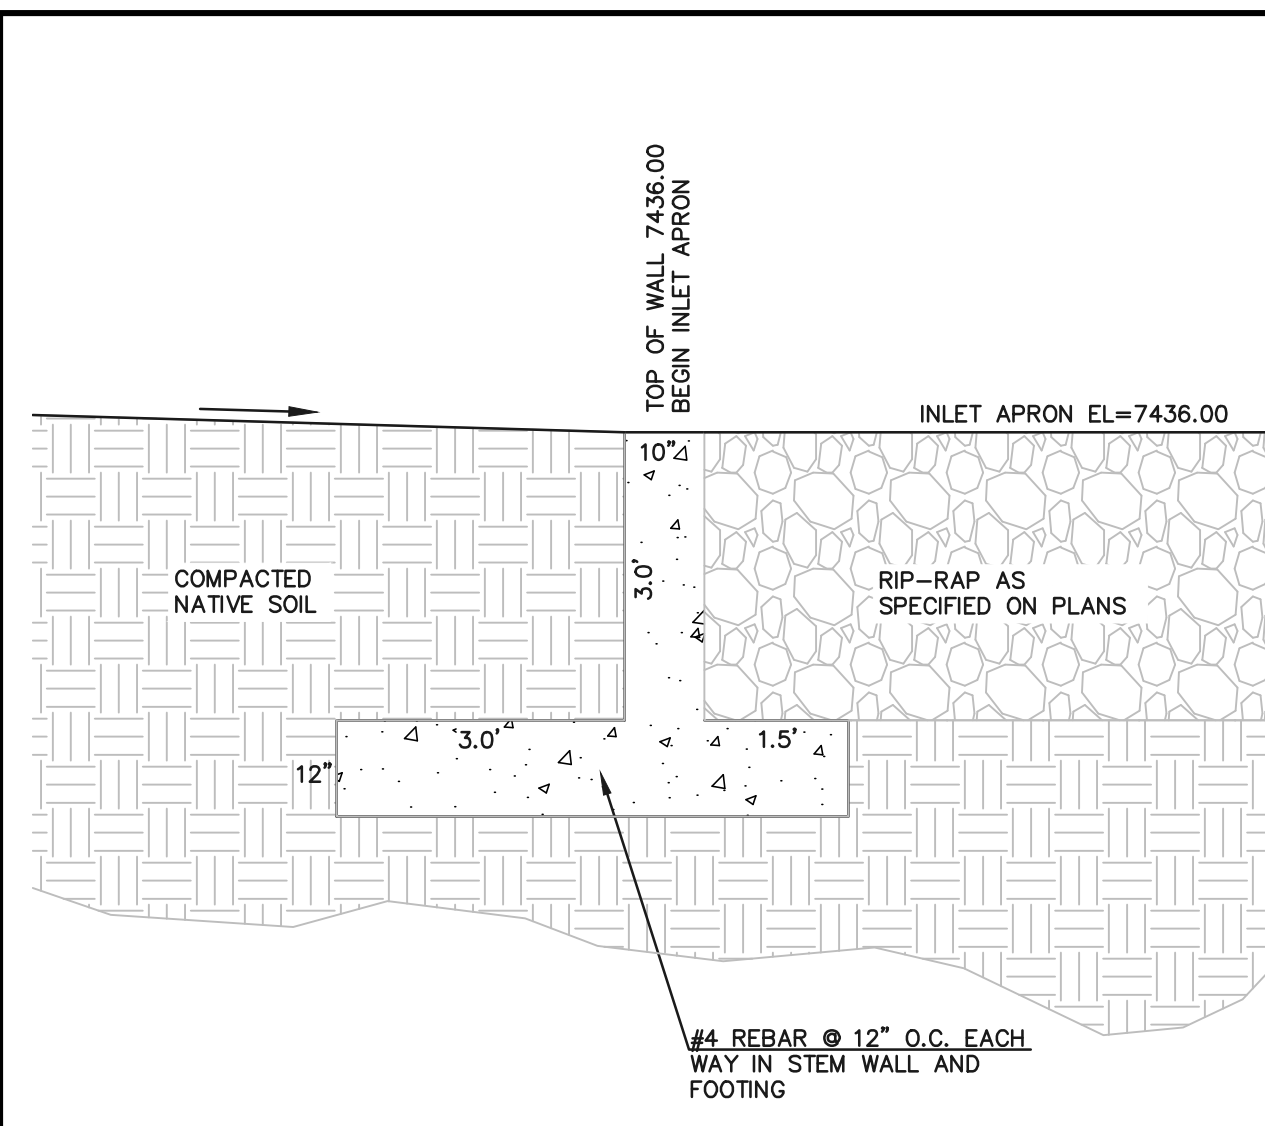 TOP OF WALL 7436.00
BEGIN INLET APRON
INLET APRON EL=7436.00
10"
3.0'
COMPACTED
NATIVE SOIL
RIP-RAP AS
SPECIFIED ON PLANS
3.0'
1.5'
12"
#4 REBAR @ 12" O.C. EACH
WAY IN STEM WALL AND
FOOTING